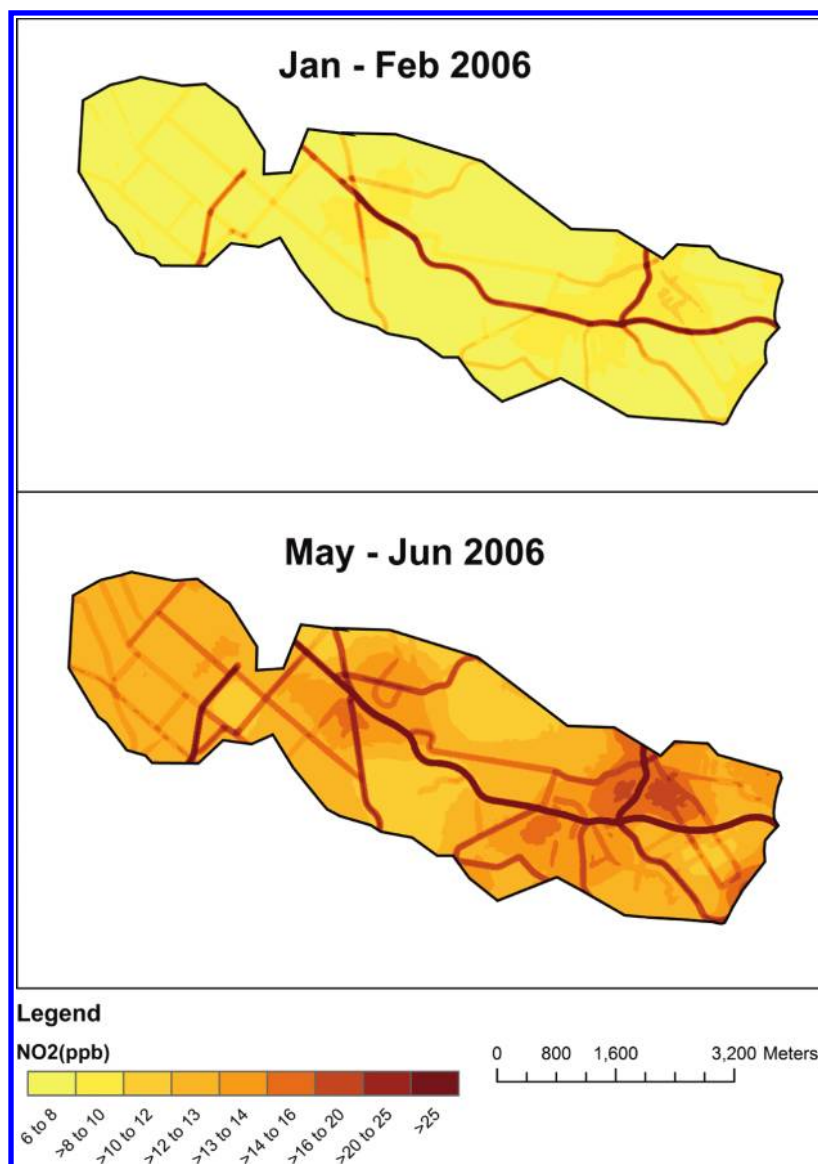 Jan - Feb 2006
May - Jun 2006
Legend
NO2(ppb)
0 800 1,600 3,200 Meters
6 to 8
>8 to 10
>10 to 12
>12 to 13
>13 to 14
>14 to 16
>16 to 20
>20 to 25
>25